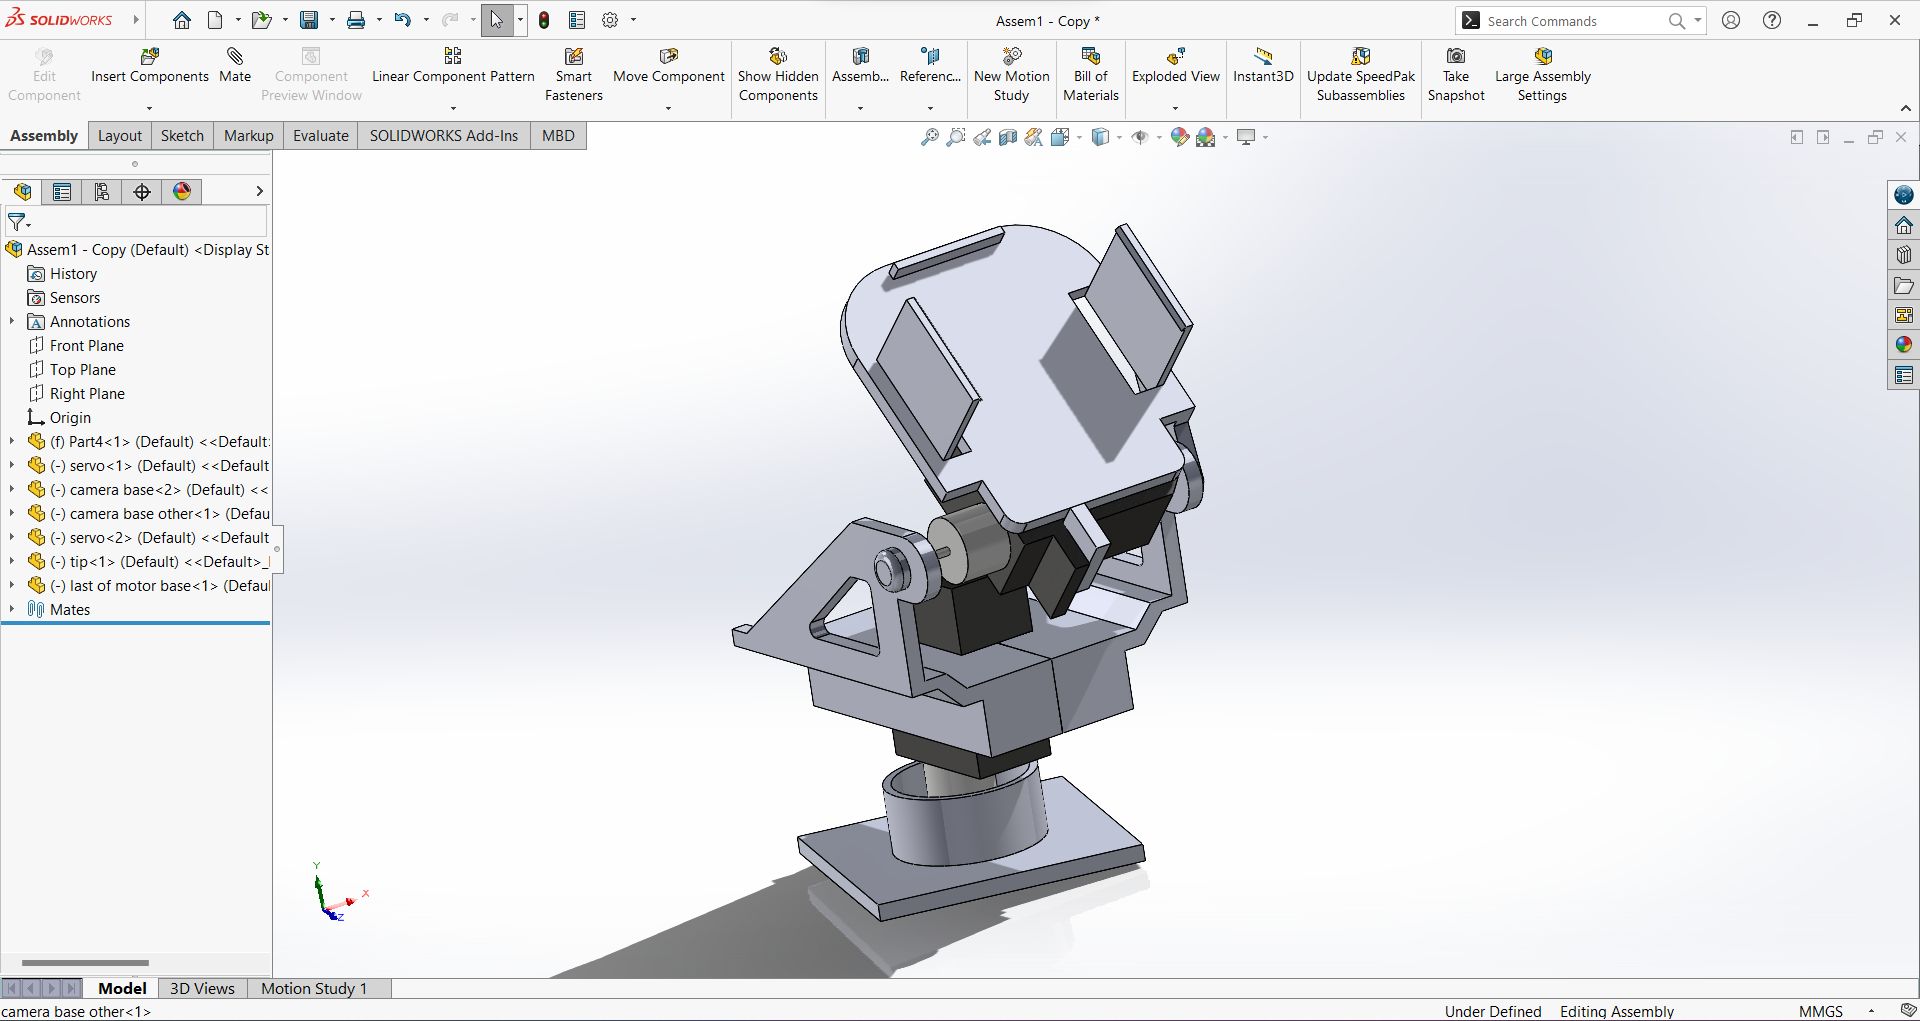 SOLIDWORKS
Assem1 - Copy *
Search Commands
Edit Component
Insert Components
Mate
Component Preview Window
Linear Component Pattern
Smart Fasteners
Move Component
Show Hidden Components
Assemb...
Referenc...
New Motion Study
Bill of Materials
Exploded View
Instant3D
Update SpeedPak Subassemblies
Take Snapshot
Large Assembly Settings
Assembly
Layout
Sketch
Markup
Evaluate
SOLIDWORKS Add-Ins
MBD
Assem1 - Copy (Default) <Display St
History
Sensors
Annotations
Front Plane
Top Plane
Right Plane
Origin
(f) Part4<1> (Default) <<Default:
(-) servo<1> (Default) <<Default
(-) camera base<2> (Default) <<
(-) camera base other<1> (Defau
(-) servo<2> (Default) <<Default
(-) tip<1> (Default) <<Default>_
(-) last of motor base<1> (Defaul
Mates
Y
X
Z
Model
3D Views
Motion Study 1
camera base other<1>
Under Defined
Editing Assembly
MMGS